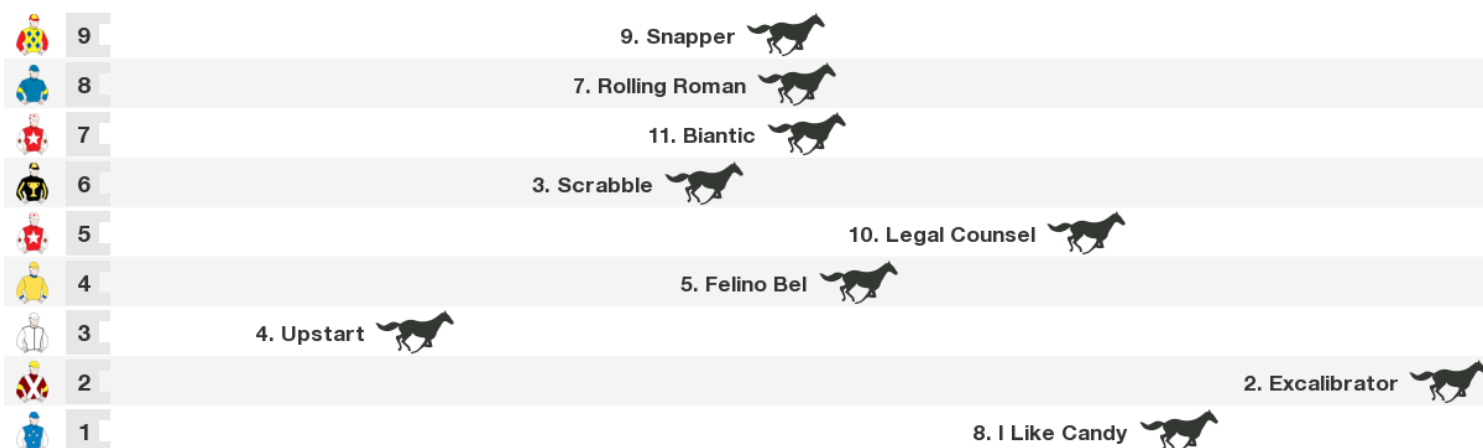 9 9. Snapper
8 7. Rolling Roman
7 11. Biantic
6 3. Scrabble
5 10. Legal Counsel
4 5. Felino Bel
3 4. Upstart
2 2. Excalibrator
1 8. I Like Candy